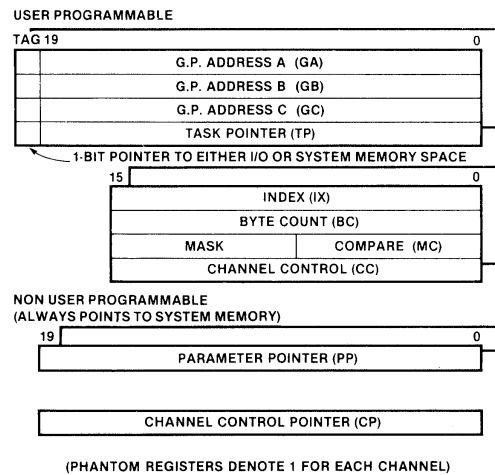 USER PROGRAMMABLE
TAG 19 0
G.P. ADDRESS A (GA)
G.P. ADDRESS B (GB)
G.P. ADDRESS C (GC)
TASK POINTER (TP)
1-BIT POINTER TO EITHER I/O OR SYSTEM MEMORY SPACE
15 0
INDEX (IX)
BYTE COUNT (BC)
MASK COMPARE (MC)
CHANNEL CONTROL (CC)
NON USER PROGRAMMABLE
(ALWAYS POINTS TO SYSTEM MEMORY)
19 0
PARAMETER POINTER (PP)
CHANNEL CONTROL POINTER (CP)
(PHANTOM REGISTERS DENOTE 1 FOR EACH CHANNEL)